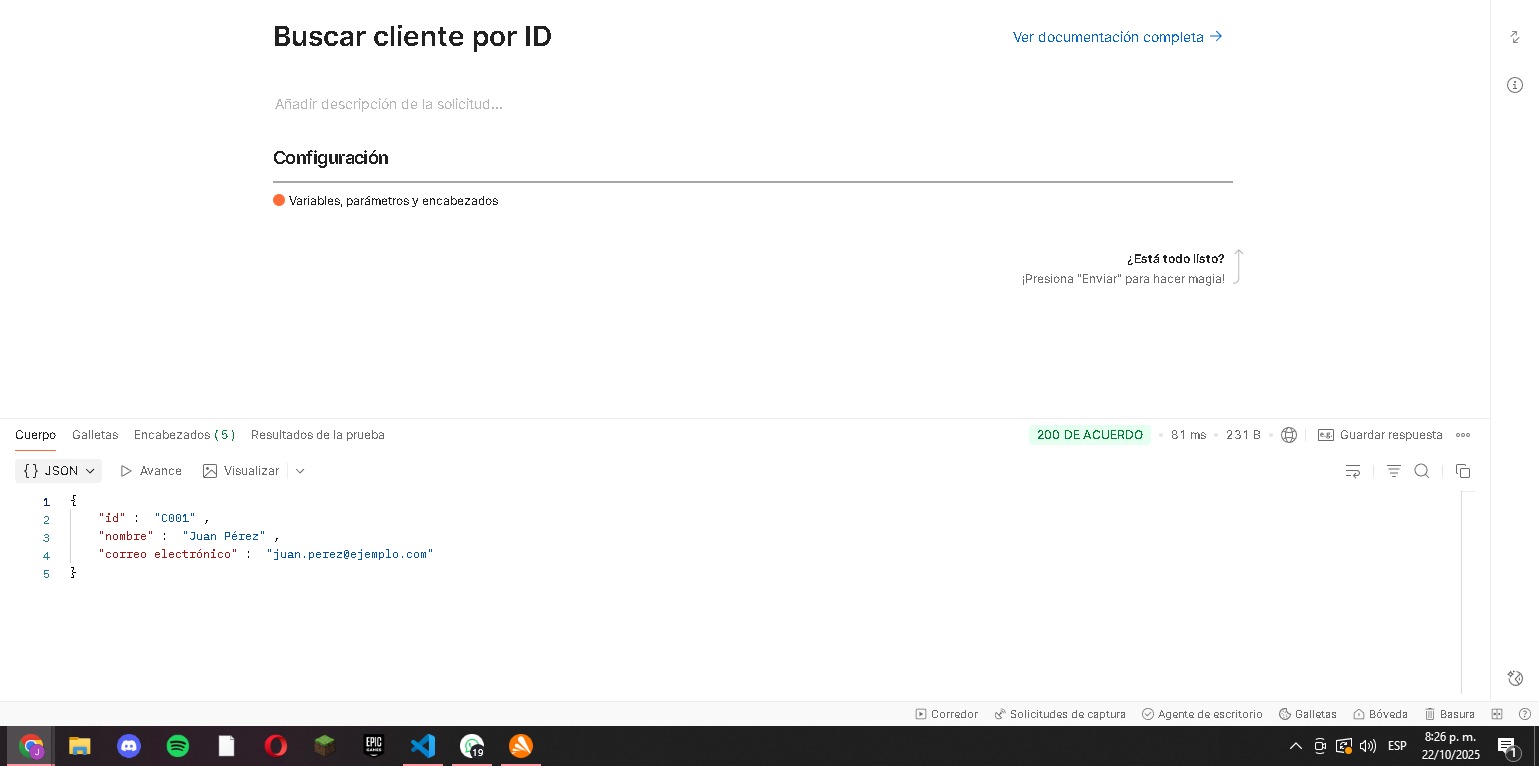 Buscar cliente por ID
Ver documentación completa →
Añadir descripción de la solicitud...
Configuración
Variables, parámetros y encabezados
¿Está todo listo?
¡Presiona "Enviar" para hacer magia!
Cuerpo Galletas Encabezados (5) Resultados de la prueba
200 DE ACUERDO • 81 ms • 231 B • Guardar respuesta
{} JSON Avance Visualizar
1 {
2 "id" : "C001" ,
3 "nombre" : "Juan Pérez" ,
4 "correo electrónico" : "juan.perez@ejemplo.com"
5 }
Corredor Solicitudes de captura Agente de escritorio Galletas Bóveda Basura
J EPIC GAMES 19 ESP 8:26 p. m. 1
22/10/2025